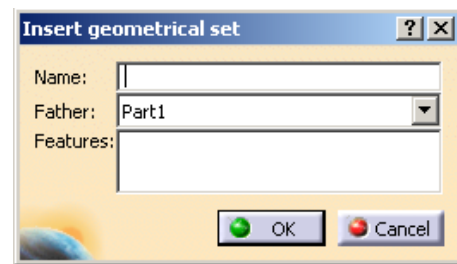 Insert geometrical set ? X
Name:
Father: Part1
Features:
OK Cancel